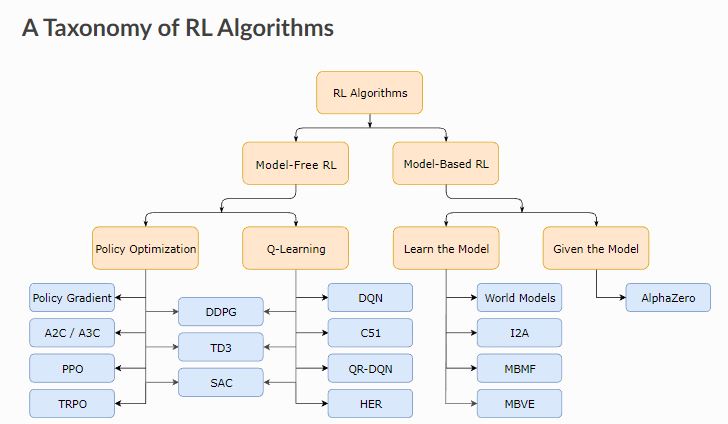 A Taxonomy of RL Algorithms
RL Algorithms
Model-Free RL
Model-Based RL
Policy Optimization
Q-Learning
Learn the Model
Given the Model
Policy Gradient
DDPG
DQN
World Models
AlphaZero
A2C / A3C
TD3
C51
I2A
PPO
SAC
QR-DQN
MBMF
TRPO
HER
MBVE